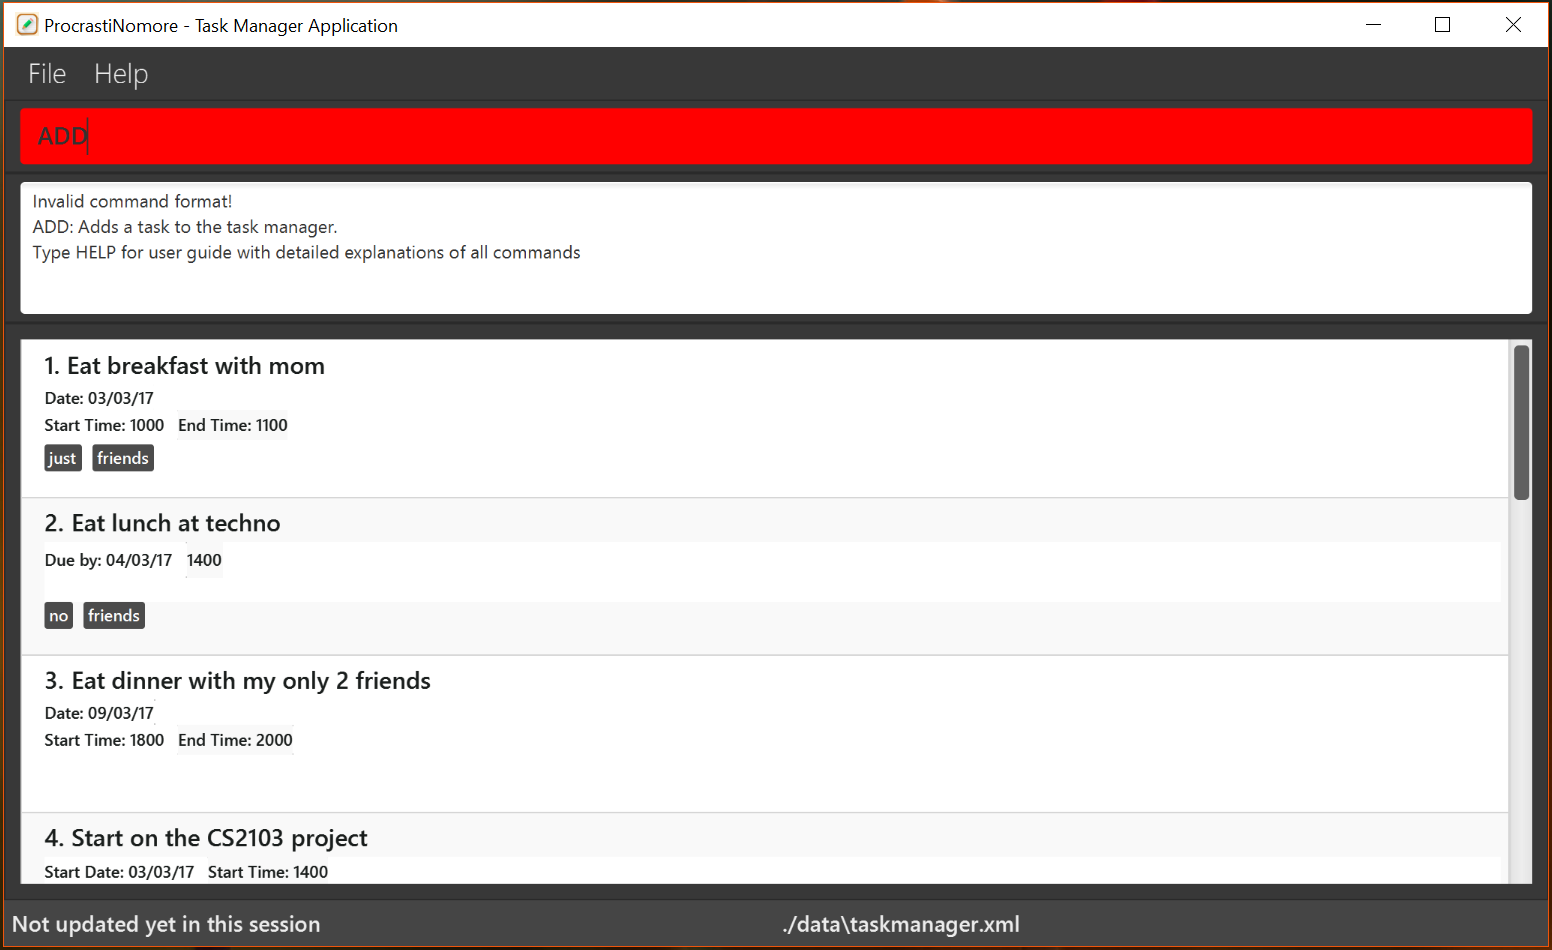 ProcrastiNomore - Task Manager Application
File Help
ADD
Invalid command format!
ADD: Adds a task to the task manager.
Type HELP for user guide with detailed explanations of all commands
1. Eat breakfast with mom
Date: 03/03/17
Start Time: 1000 End Time: 1100
just friends
2. Eat lunch at techno
Due by: 04/03/17 1400
no friends
3. Eat dinner with my only 2 friends
Date: 09/03/17
Start Time: 1800 End Time: 2000
4. Start on the CS2103 project
Start Date: 03/03/17 Start Time: 1400
Not updated yet in this session ./data\taskmanager.xml